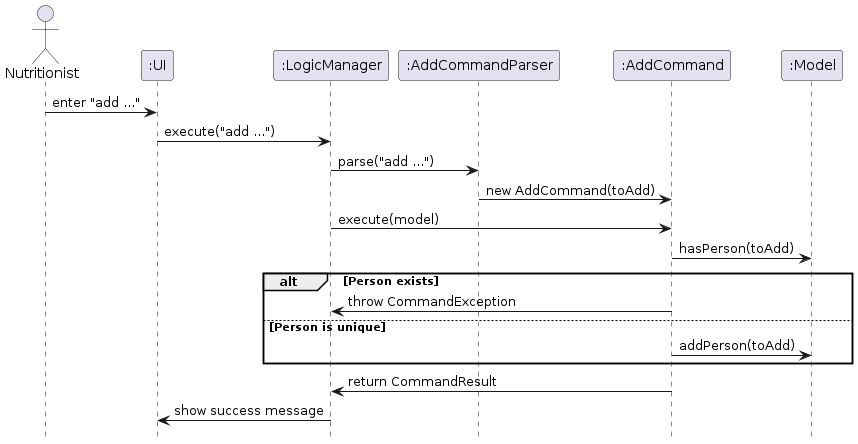 Nutritionist
:UI
:LogicManager
:AddCommandParser
:AddCommand
:Model
enter "add ..."
execute("add ...")
parse("add ...")
new AddCommand(toAdd)
execute(model)
hasPerson(toAdd)
alt
[Person exists]
throw CommandException
[Person is unique]
addPerson(toAdd)
return CommandResult
show success message